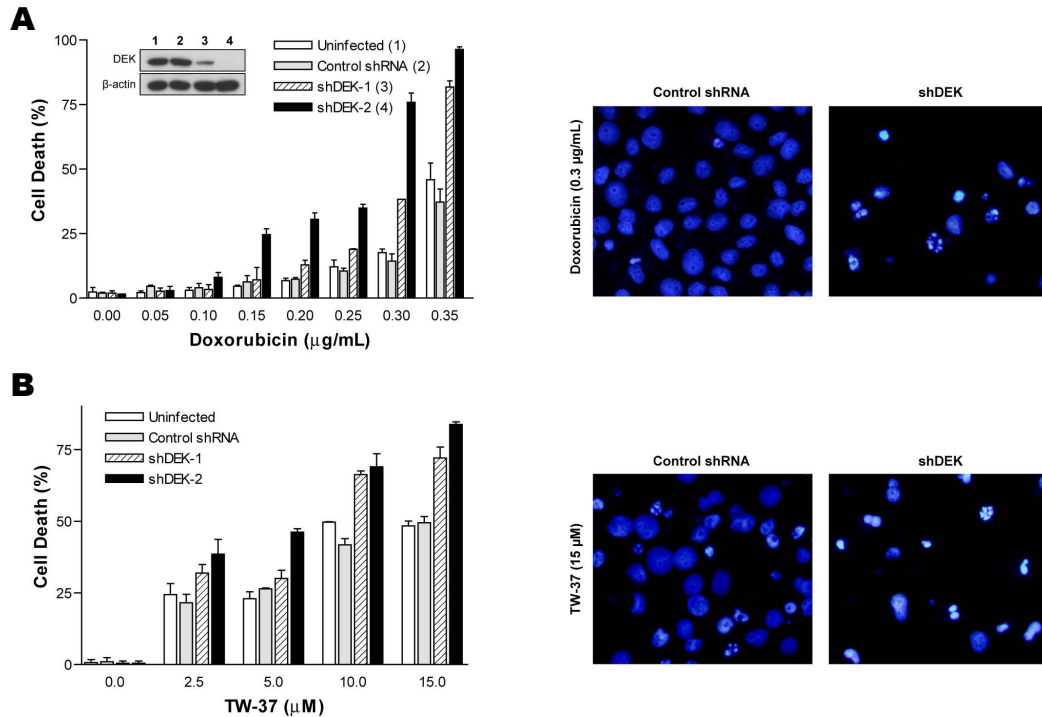 A
100
75
50
25
0
Cell Death (%)
1 2 3 4
DEK
β-actin
Uninfected (1)
Control shRNA (2)
shDEK-1 (3)
shDEK-2 (4)
0.00 0.05 0.10 0.15 0.20 0.25 0.30 0.35
Doxorubicin (μg/mL)
Control shRNA shDEK
Doxorubicin (0.3 μg/mL)
B
75
50
25
0
Cell Death (%)
Uninfected
Control shRNA
shDEK-1
shDEK-2
0.0 2.5 5.0 10.0 15.0
TW-37 (μM)
Control shRNA shDEK
TW-37 (15 μM)